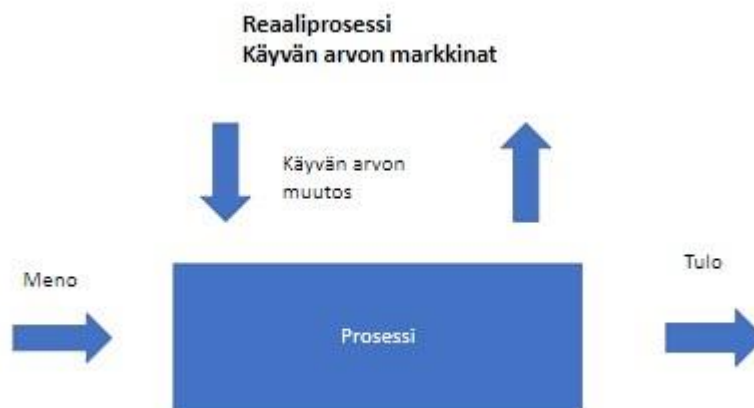 Reaaliprosessi
Käyvän arvon markkinat
Käyvän arvon
muutos
Meno
Tulo
Prosessi